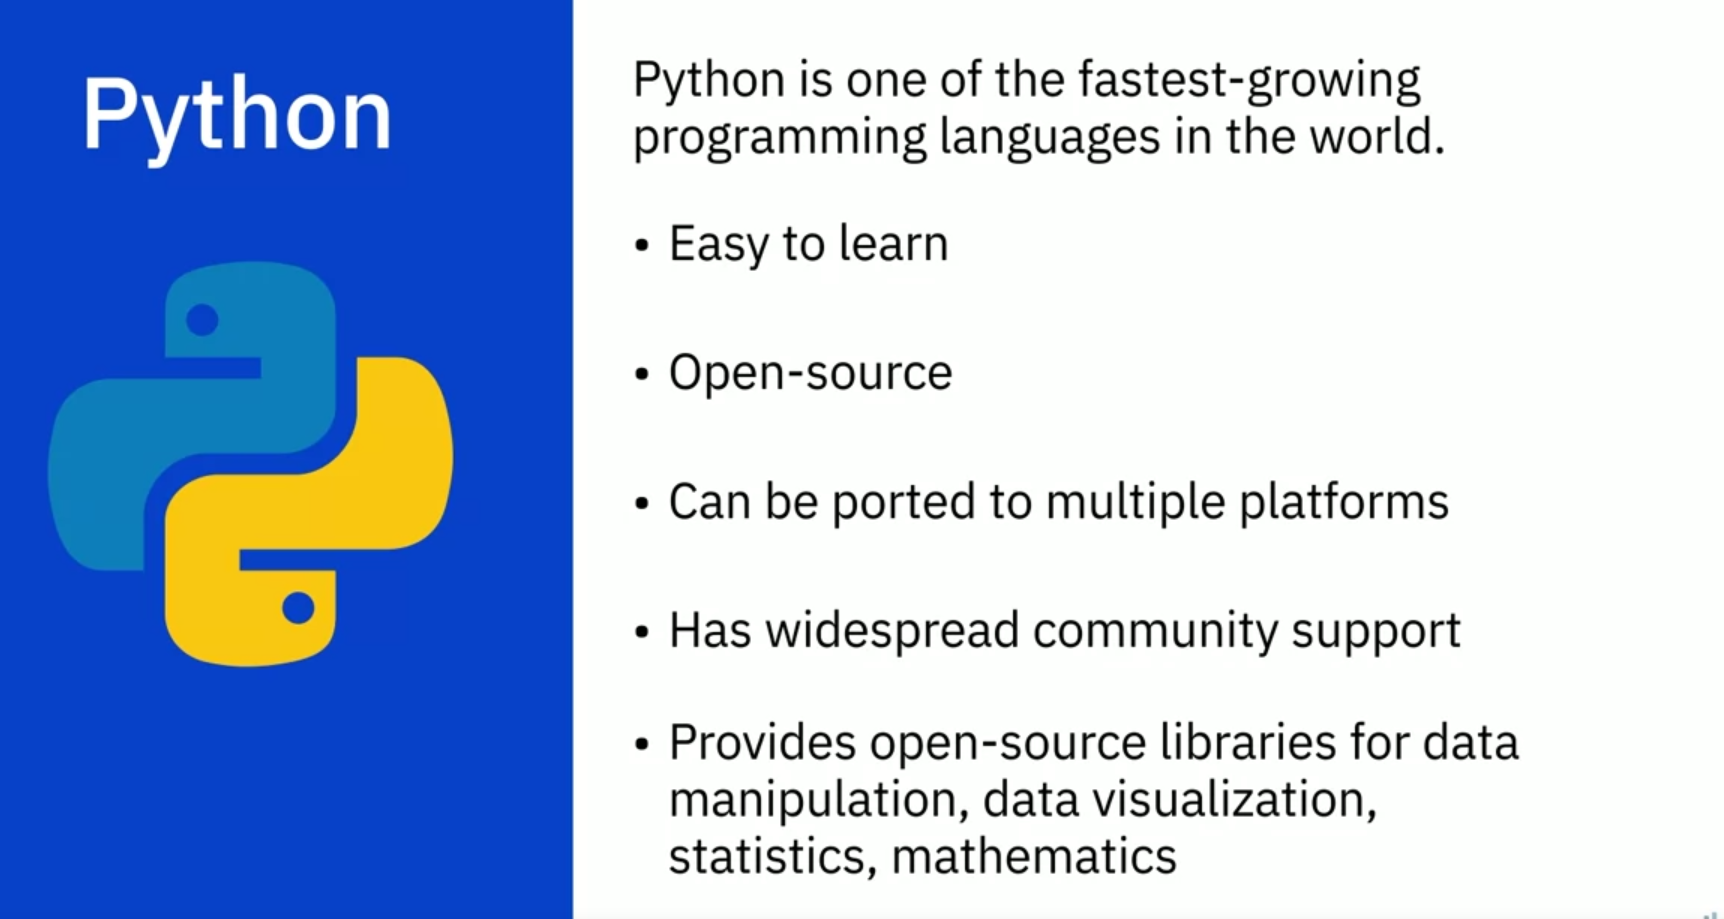 Python
Python is one of the fastest-growing
programming languages in the world.
• Easy to learn
• Open-source
• Can be ported to multiple platforms
• Has widespread community support
• Provides open-source libraries for data
manipulation, data visualization,
statistics, mathematics